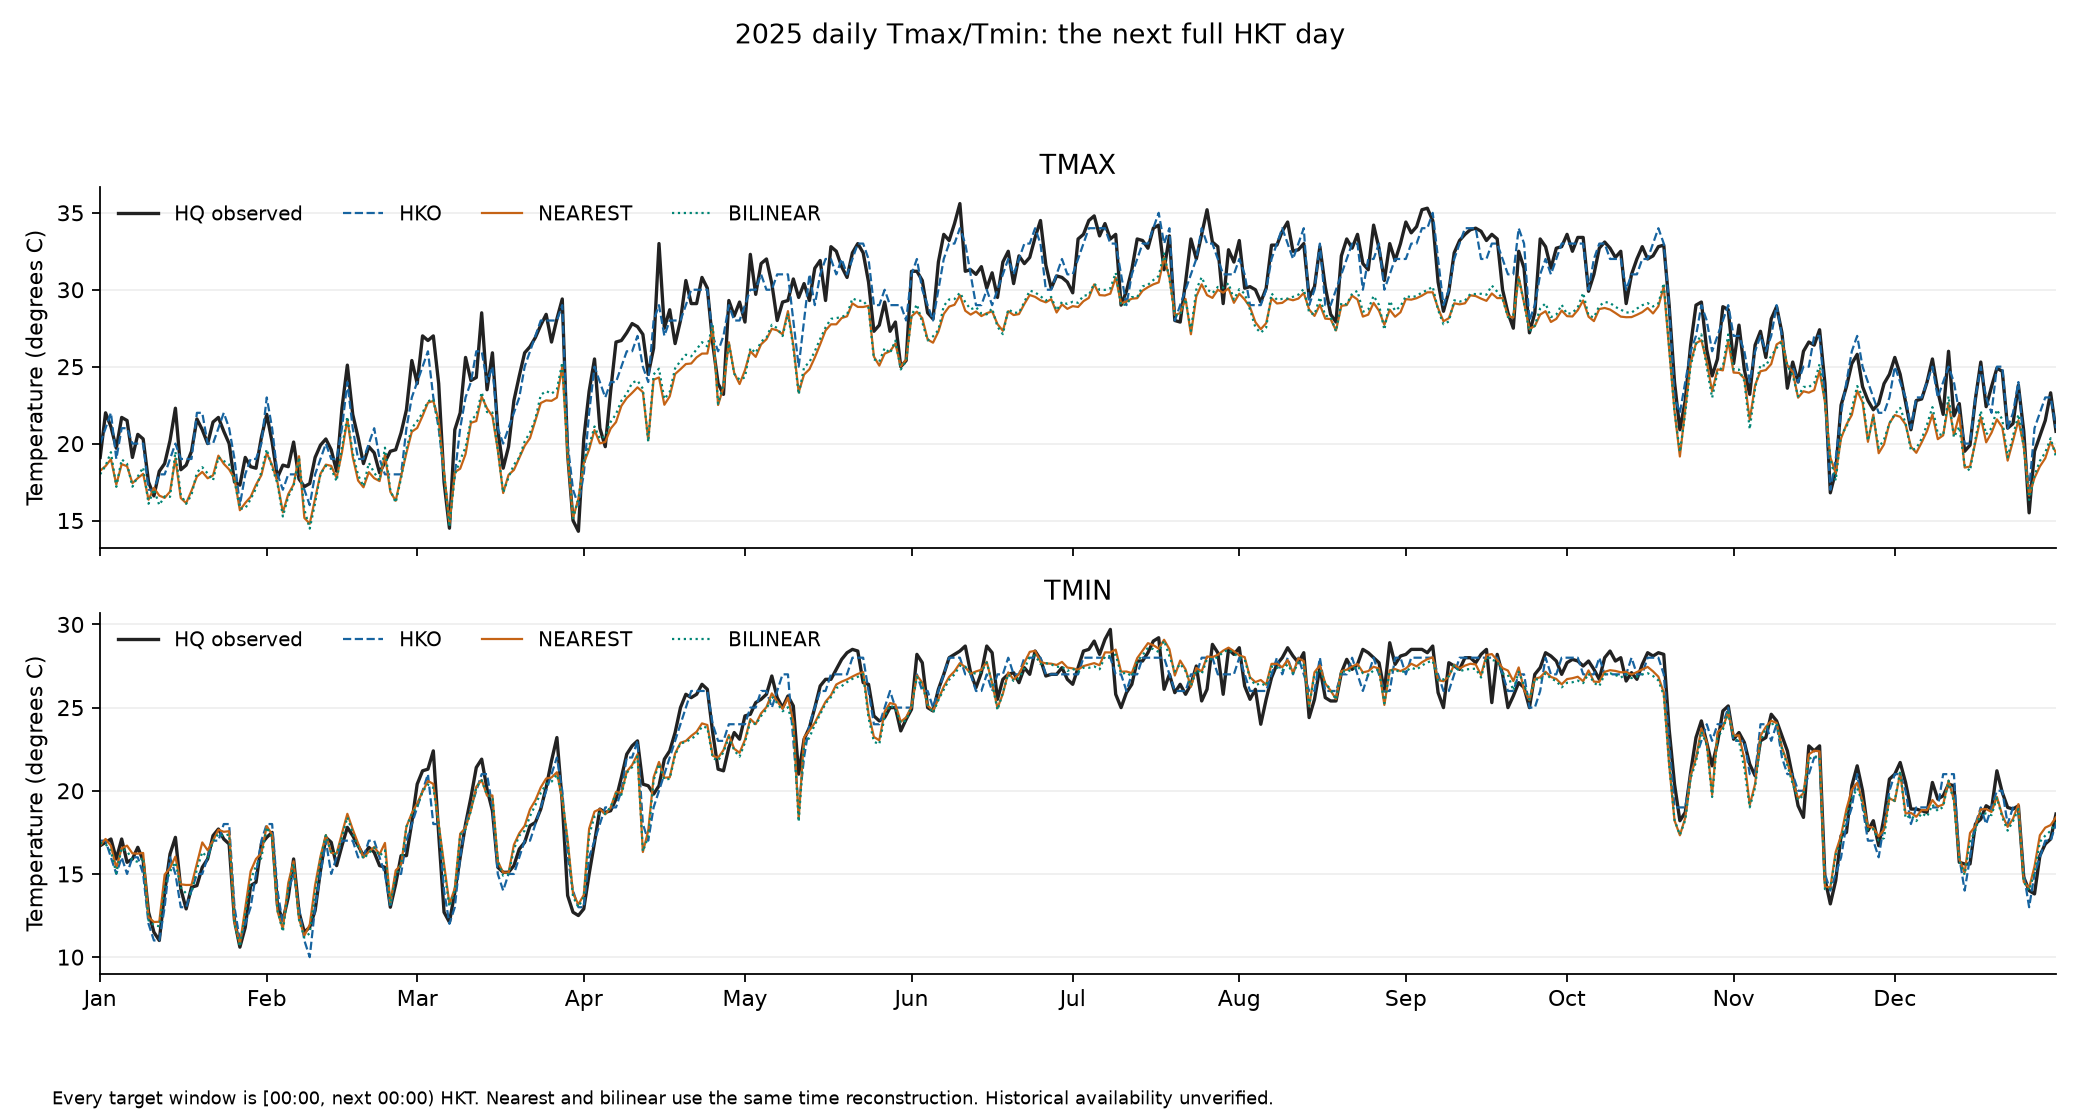 2025 daily Tmax/Tmin: the next full HKT day
TMAX
HQ observed HKO NEAREST BILINEAR
Temperature (degrees C)
35
30
25
20
15
TMIN
HQ observed HKO NEAREST BILINEAR
Temperature (degrees C)
30
25
20
15
10
Jan Feb Mar Apr May Jun Jul Aug Sep Oct Nov Dec
Every target window is [00:00, next 00:00) HKT. Nearest and bilinear use the same time reconstruction. Historical availability unverified.